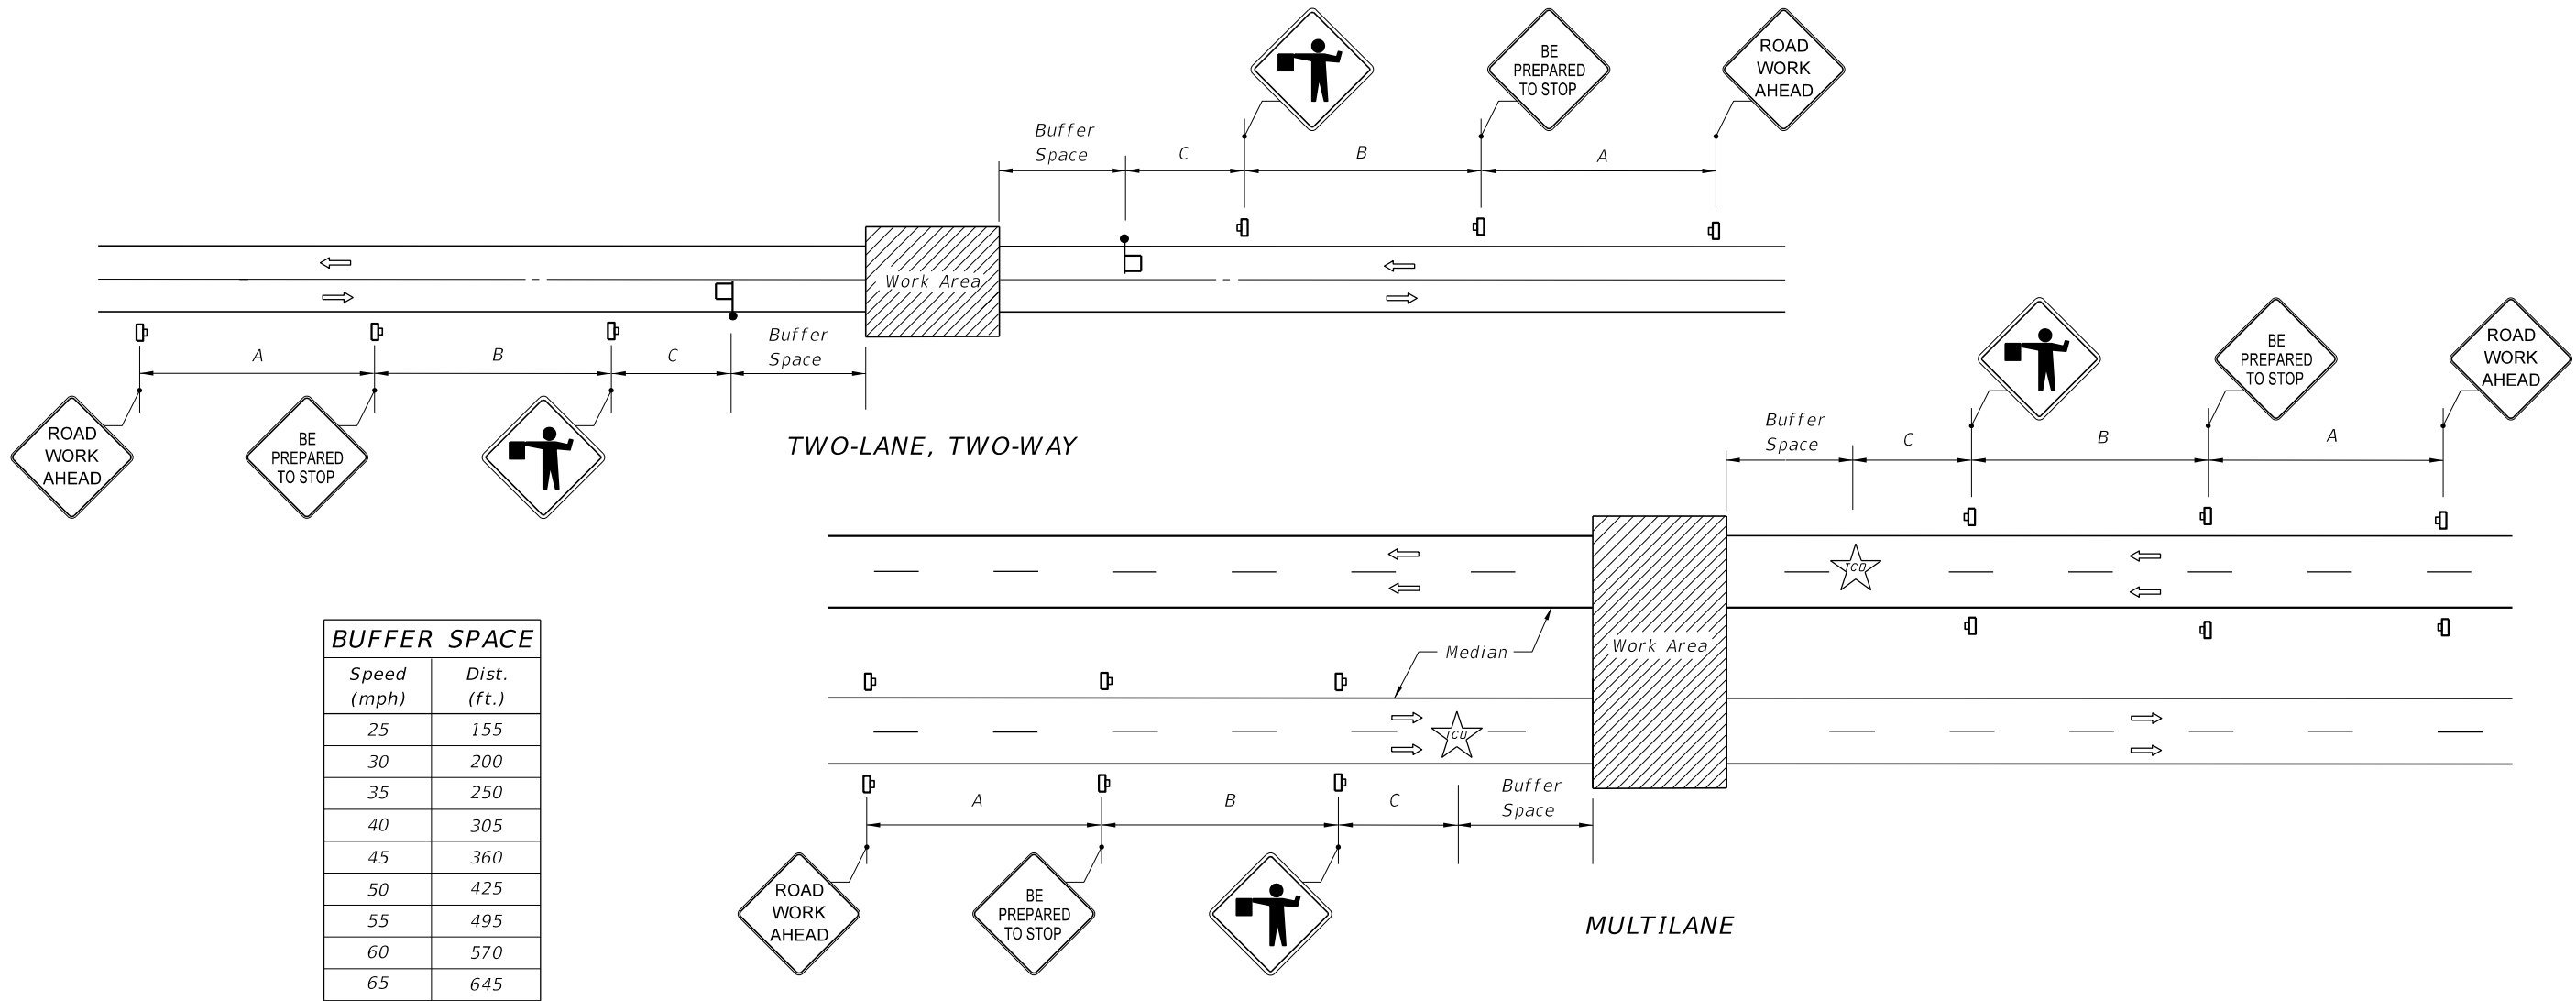 ROAD
WORK
AHEAD
BE
PREPARED
TO STOP
Buffer
Space
C
B
A
Work Area
A
B
C
Buffer
Space
ROAD
WORK
AHEAD
BE
PREPARED
TO STOP
TWO-LANE, TWO-WAY
BE
PREPARED
TO STOP
ROAD
WORK
AHEAD
Buffer
Space
C
B
A
TCD
Work Area
Median
TCD
A
B
C
Buffer
Space
ROAD
WORK
AHEAD
BE
PREPARED
TO STOP
MULTILANE
BUFFER SPACE
Speed
(mph)
Dist.
(ft.)
25 155
30 200
35 250
40 305
45 360
50 425
55 495
60 570
65 645